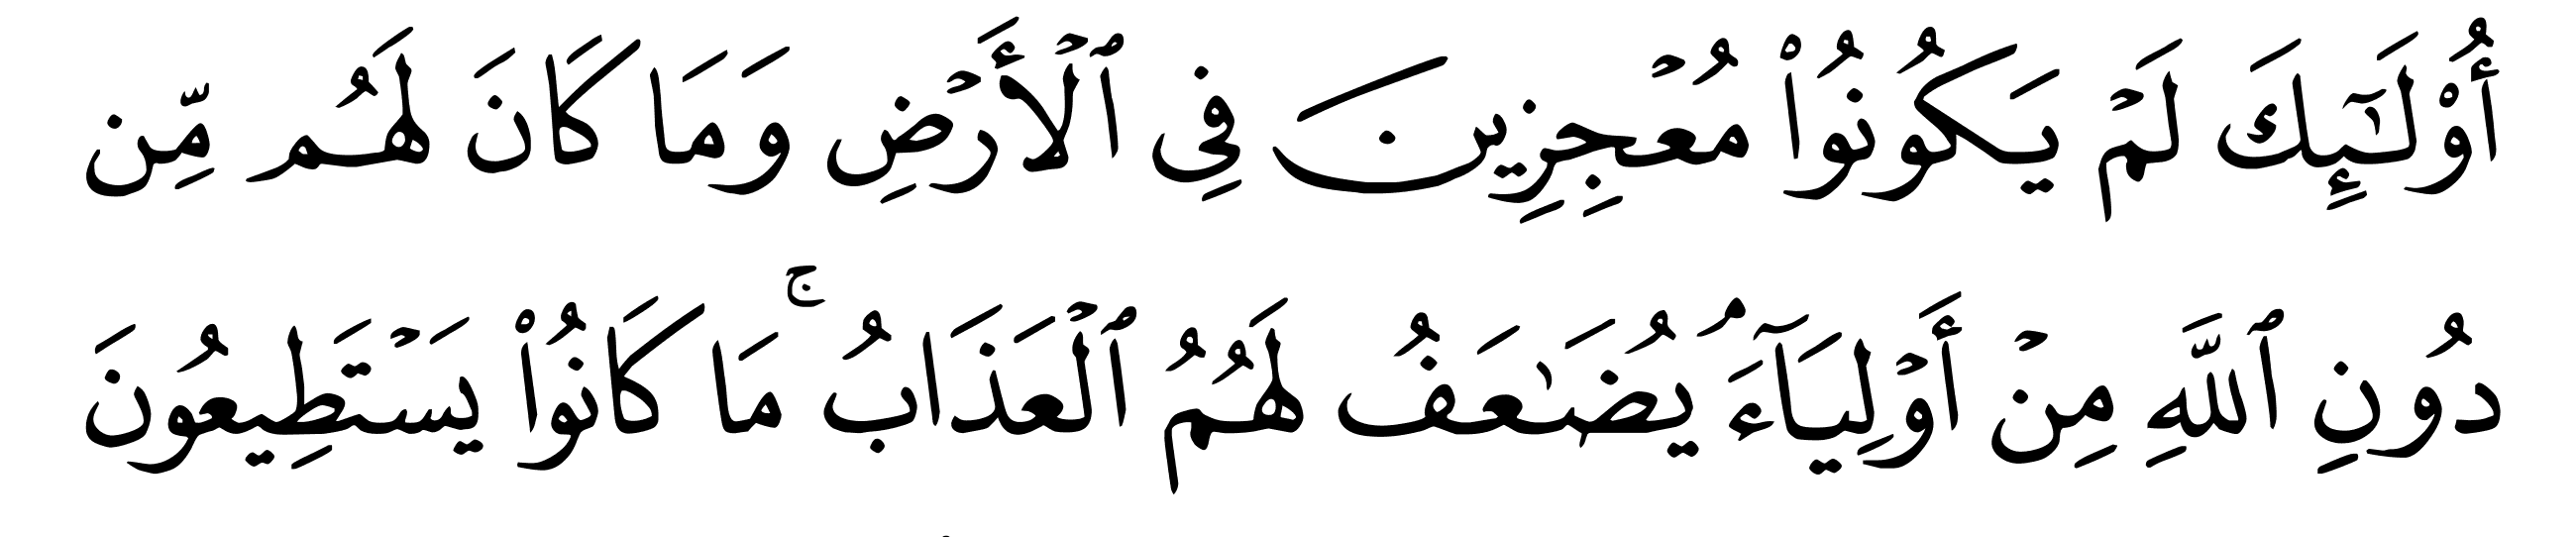 أُوْلَـٰٓئِكَ لَمۡ يَكُونُواْ مُعۡجِزِينَ فِي ٱلۡأَرۡضِ وَمَا كَانَ لَهُم مِّن
دُونِ ٱللَّهِ مِنۡ أَوۡلِيَآءَۘ يُضَٰعَفُ لَهُمُ ٱلۡعَذَابُۚ مَا كَانُواْ يَسۡتَطِيعُونَ